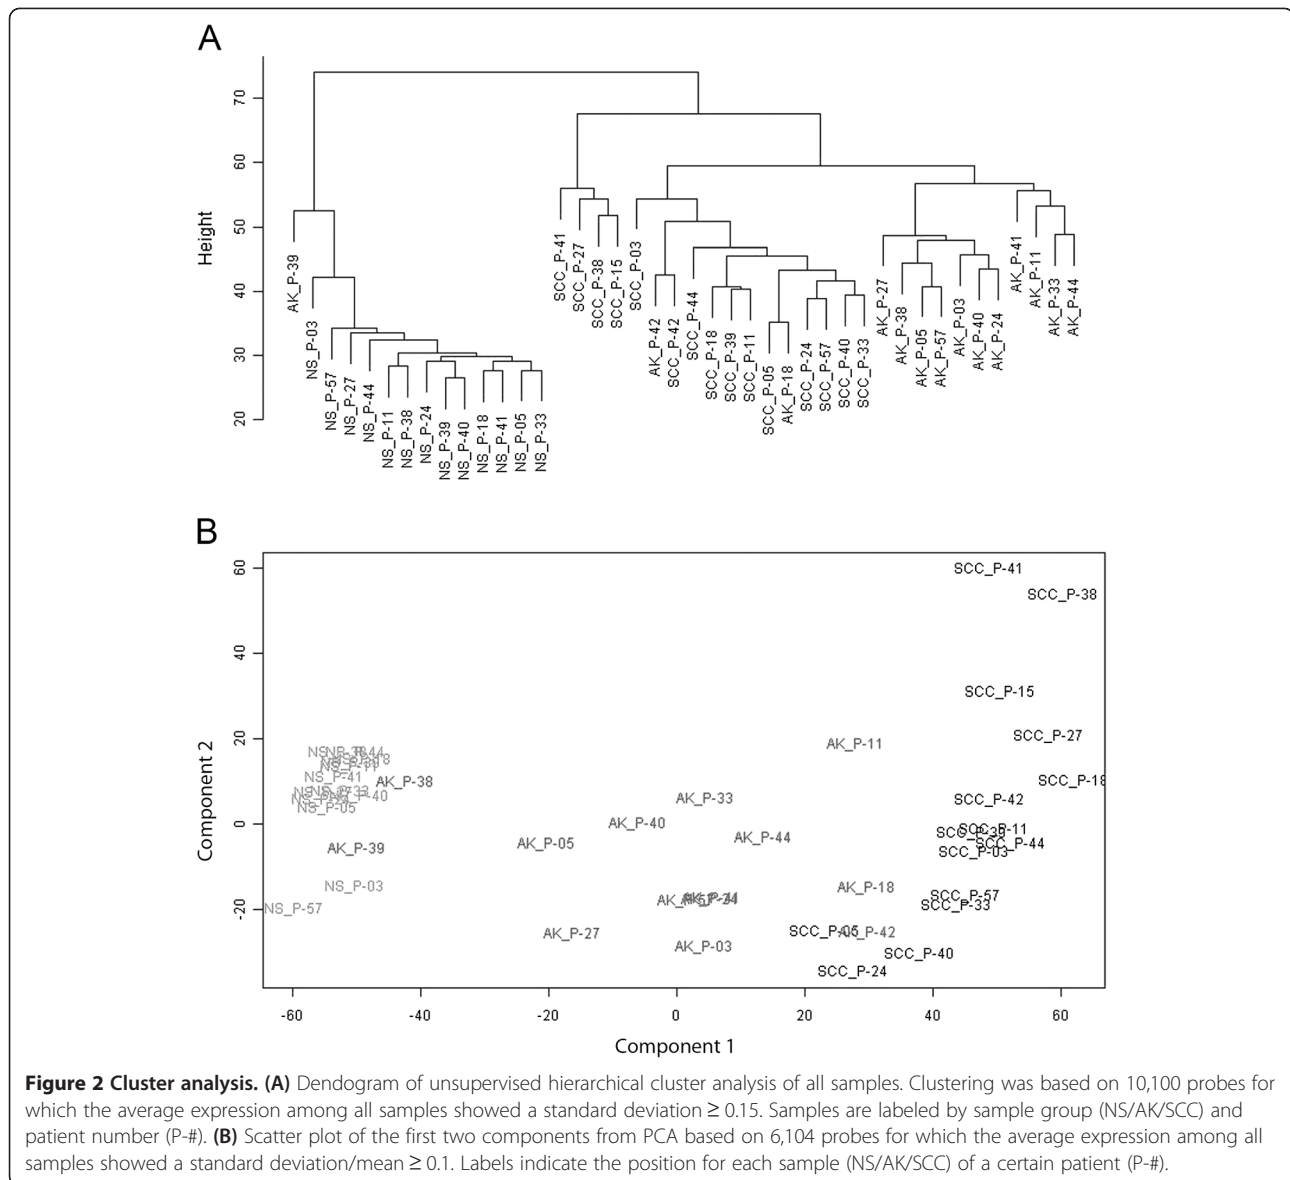 A
Height
70
60
50
40
30
20
AK_P-39
NS_P-03
NS_P-57
NS_P-27
NS_P-44
NS_P-11
NS_P-38
NS_P-24
NS_P-39
NS_P-40
NS_P-18
NS_P-41
NS_P-05
NS_P-33
SCC_P-41
SCC_P-27
SCC_P-38
SCC_P-15
SCC_P-03
AK_P-42
SCC_P-42
SCC_P-44
SCC_P-18
SCC_P-39
SCC_P-11
SCC_P-05
AK_P-18
SCC_P-24
SCC_P-57
SCC_P-40
SCC_P-33
AK_P-27
AK_P-38
AK_P-05
AK_P-57
AK_P-03
AK_P-40
AK_P-24
AK_P-41
AK_P-11
AK_P-33
AK_P-44
B
Component 2
60
40
20
0
-20
SCC_P-41
SCC_P-38
SCC_P-15
SCC_P-27
AK_P-11
SCC_P-18
NS_P-41
AK_P-38
NS_P-05
AK_P-33
SCC_P-42
AK_P-40
SCC_P-11
SCC_P-39
AK_P-44
SCC_P-44
AK_P-05
AK_P-39
SCC_P-03
NS_P-03
AK_P-18
SCC_P-57
SCC_P-33
NS_P-57
AK_P-27
SCC_P-05
AK_P-42
AK_P-03
SCC_P-40
SCC_P-24
-60 -40 -20 0 20 40 60
Component 1
Figure 2 Cluster analysis. (A) Dendogram of unsupervised hierarchical cluster analysis of all samples. Clustering was based on 10,100 probes for
which the average expression among all samples showed a standard deviation ≥ 0.15. Samples are labeled by sample group (NS/AK/SCC) and
patient number (P-#). (B) Scatter plot of the first two components from PCA based on 6,104 probes for which the average expression among all
samples showed a standard deviation/mean ≥ 0.1. Labels indicate the position for each sample (NS/AK/SCC) of a certain patient (P-#).